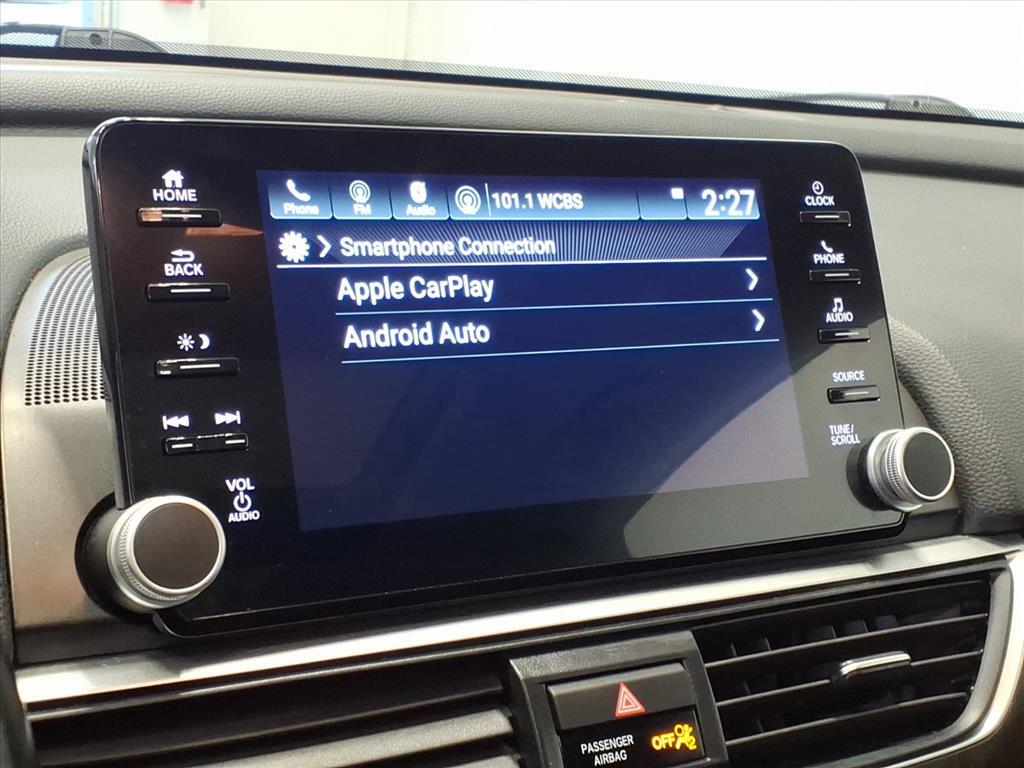 HOME
BACK
VOL
AUDIO
Phone
FM
Audio
101.1 WCBS
2:27
Smartphone Connection
Apple CarPlay
Android Auto
CLOCK
PHONE
AUDIO
SOURCE
TUNE/
SCROLL
PASSENGER
AIRBAG
OFF
2